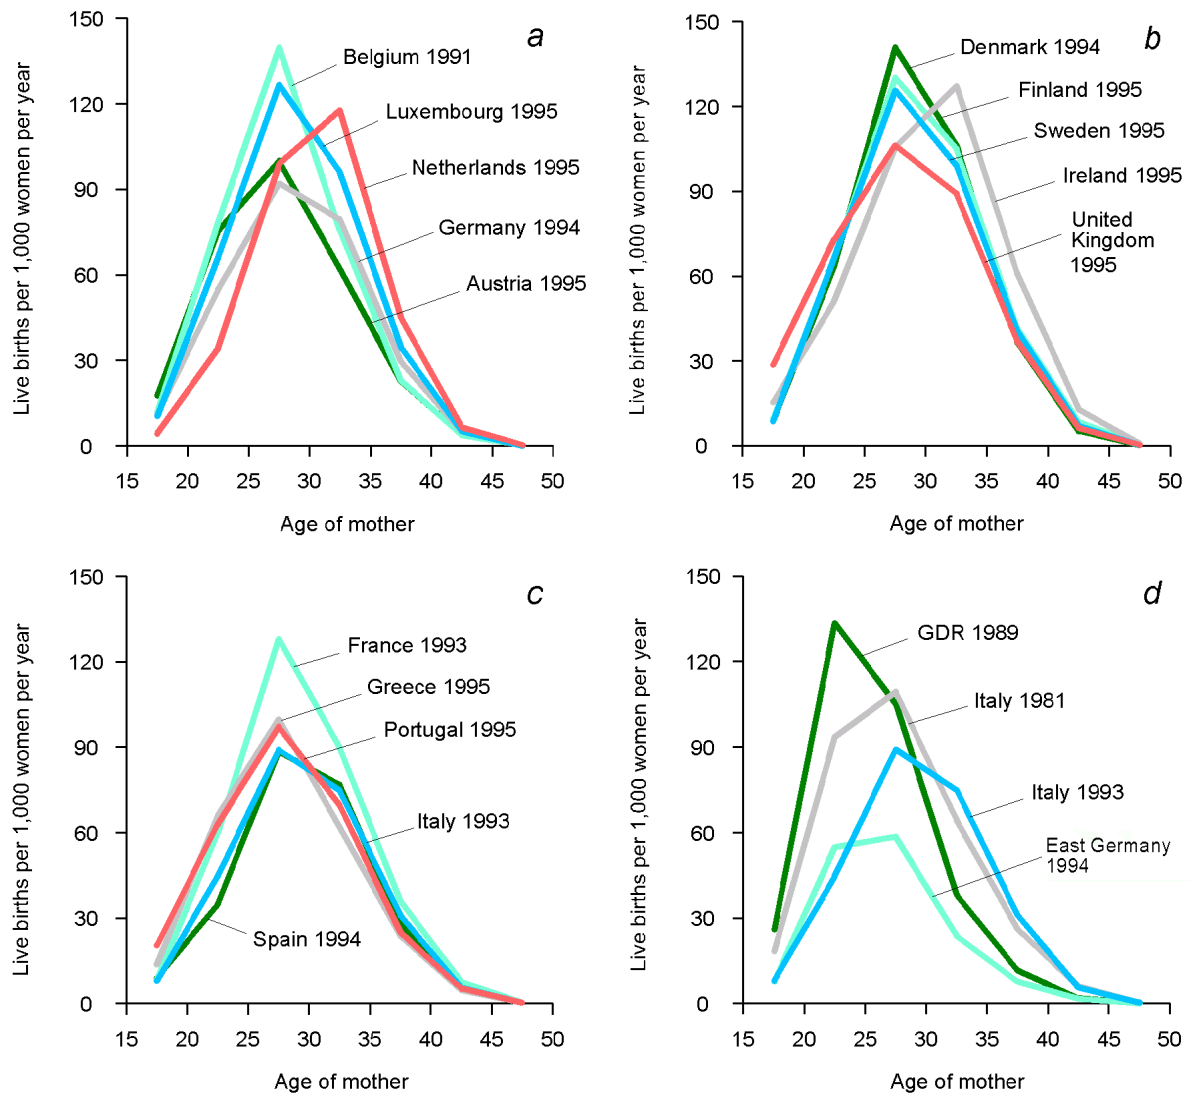 a
Live births per 1,000 women per year
150
120
90
60
30
0
15 20 25 30 35 40 45 50
Age of mother
Belgium 1991
Luxembourg 1995
Netherlands 1995
Germany 1994
Austria 1995
b
Live births per 1,000 women per year
150
120
90
60
30
0
15 20 25 30 35 40 45 50
Age of mother
Denmark 1994
Finland 1995
Sweden 1995
Ireland 1995
United
Kingdom
1995
c
Live births per 1,000 women per year
150
120
90
60
30
0
15 20 25 30 35 40 45 50
Age of mother
France 1993
Greece 1995
Portugal 1995
Italy 1993
Spain 1994
d
Live births per 1,000 women per year
150
120
90
60
30
0
15 20 25 30 35 40 45 50
Age of mother
GDR 1989
Italy 1981
Italy 1993
East Germany
1994